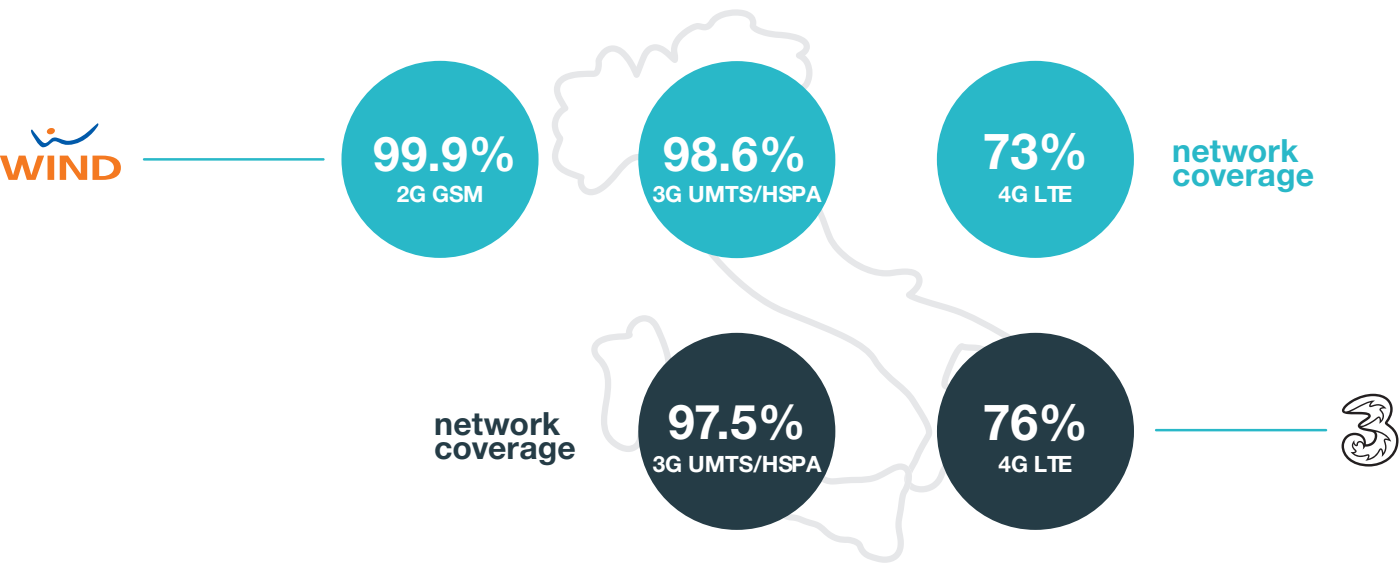 WIND
99.9%
2G GSM
98.6%
3G UMTS/HSPA
73%
4G LTE
network
coverage
network
coverage
97.5%
3G UMTS/HSPA
76%
4G LTE
3